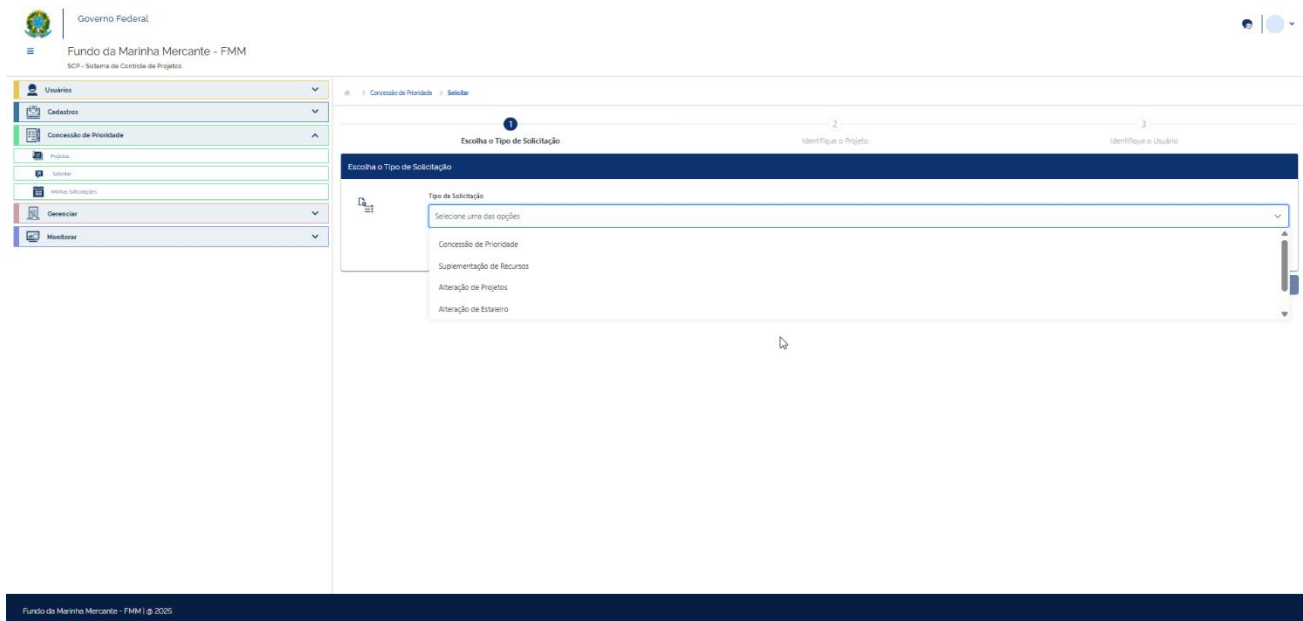 Governo Federal
Fundo da Marinha Mercante - FMM
SCP - Sistema de Controle de Projetos
Usuários
Cadastros
Concessão de Prioridade
Projetos
Solicitar
Minhas Solicitações
Gerenciar
Monitorar
> Concessão de Prioridade > Solicitar
1
Escolha o Tipo de Solicitação
2
Identifique o Projeto
3
Identifique o Usuário
Escolha o Tipo de Solicitação
Tipo de Solicitação
Selecione uma das opções
Concessão de Prioridade
Suplementação de Recursos
Alteração de Projetos
Alteração de Estaleiro
Fundo da Marinha Mercante - FMM | @ 2025